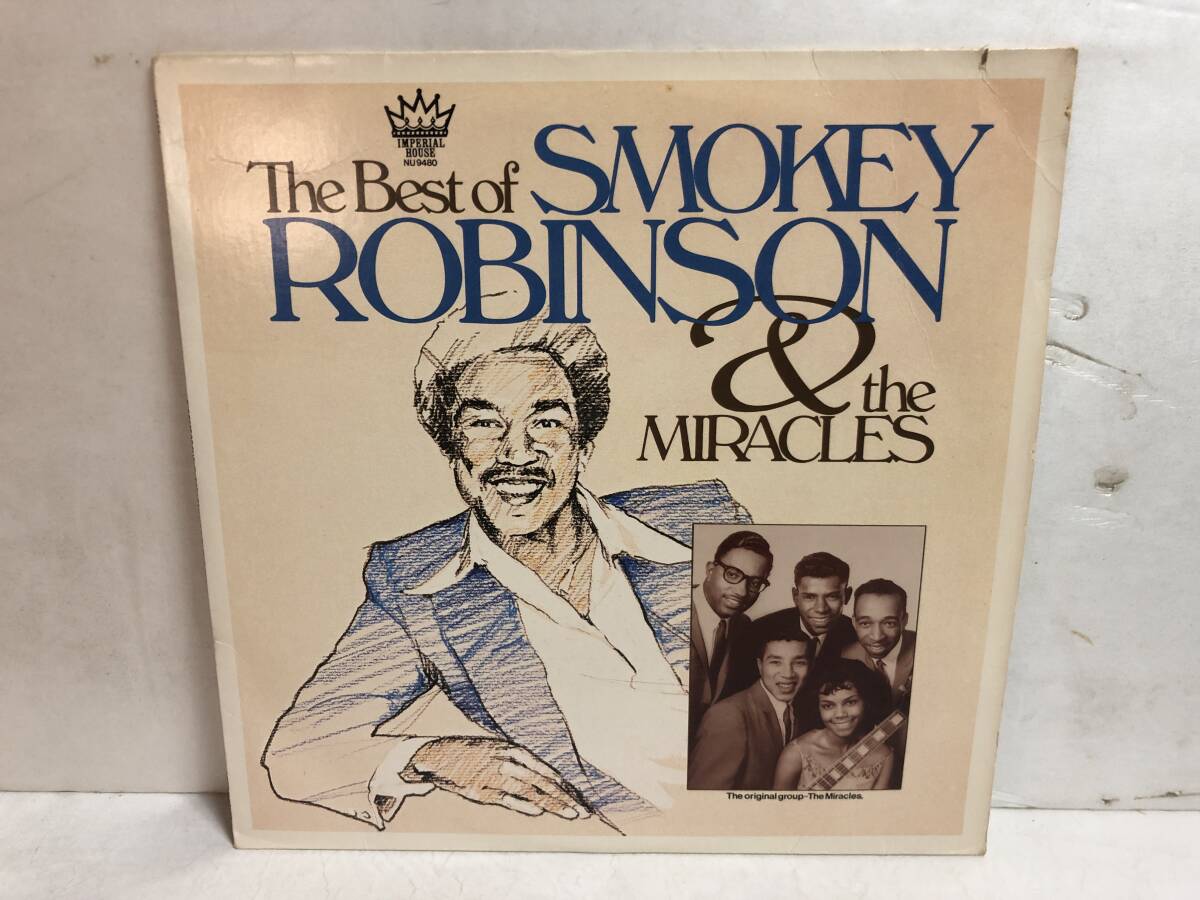 IMPERIAL
HOUSE
NU 9480
The Best of SMOKEY
ROBINSON
& the
MIRACLES
The original group-The Miracles.